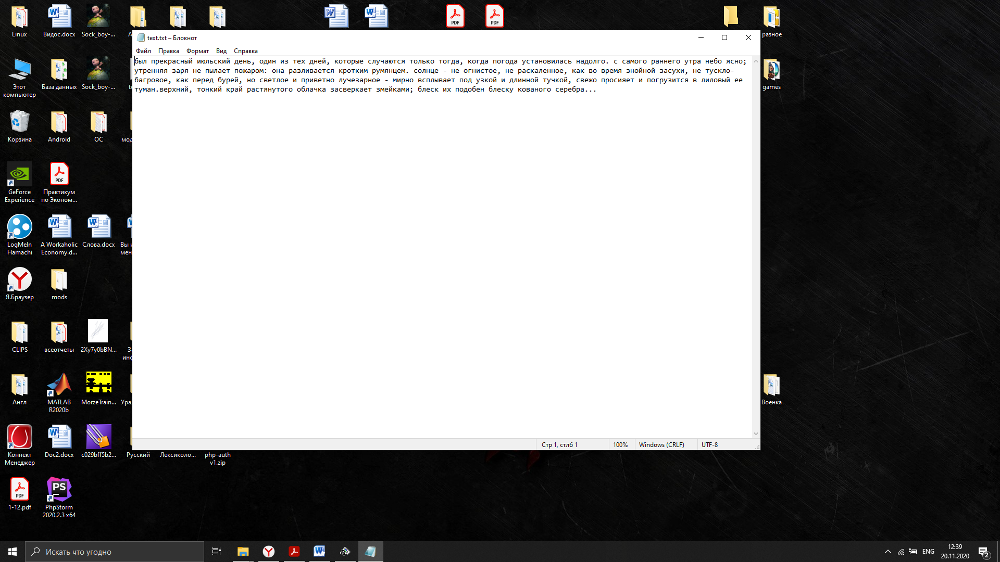 Linux
Видос.docx
Sock_boy-...
разное
text.txt – Блокнот
Файл Правка Формат Вид Справка
был прекрасный июльский день, один из тех дней, которые случаются только тогда, когда погода установилась надолго. с самого раннего утра небо ясно;
утренняя заря не пылает пожаром: она разливается кротким румянцем. солнце - не огнистое, не раскаленное, как во время знойной засухи, не тускло-
багровое, как перед бурей, но светлое и приветно лучезарное - мирно всплывает под узкой и длинной тучкой, свежо просияет и погрузится в лиловый ее
туман.верхний, тонкий край растянутого облачка засверкает змейками; блеск их подобен блеску кованого серебра...
Этот
компьютер
База данных
Sock_boy-...
games
Корзина
Android
ОС
GeForce
Experience
Практикум
по Эконом...
LogMeIn
Hamachi
A Workaholic
Economy.d...
Слова.docx
Я.Браузер
mods
CLIPS
всеотчеты
2Xy7y0bBN...
Англ
MATLAB
R2020b
MorzeTrain...
Военка
Стр 1, стлб 1
100%
Windows (CRLF)
UTF-8
Коннект
Менеджер
Doc2.docx
c029bff5b2...
Русский
Лексиколо...
php-auth
v1.zip
PDF
PDF
PDF
PDF
1-12.pdf
PS
PhpStorm
2020.2.3 x64
Искать что угодно
ENG
12:39
20.11.2020
2